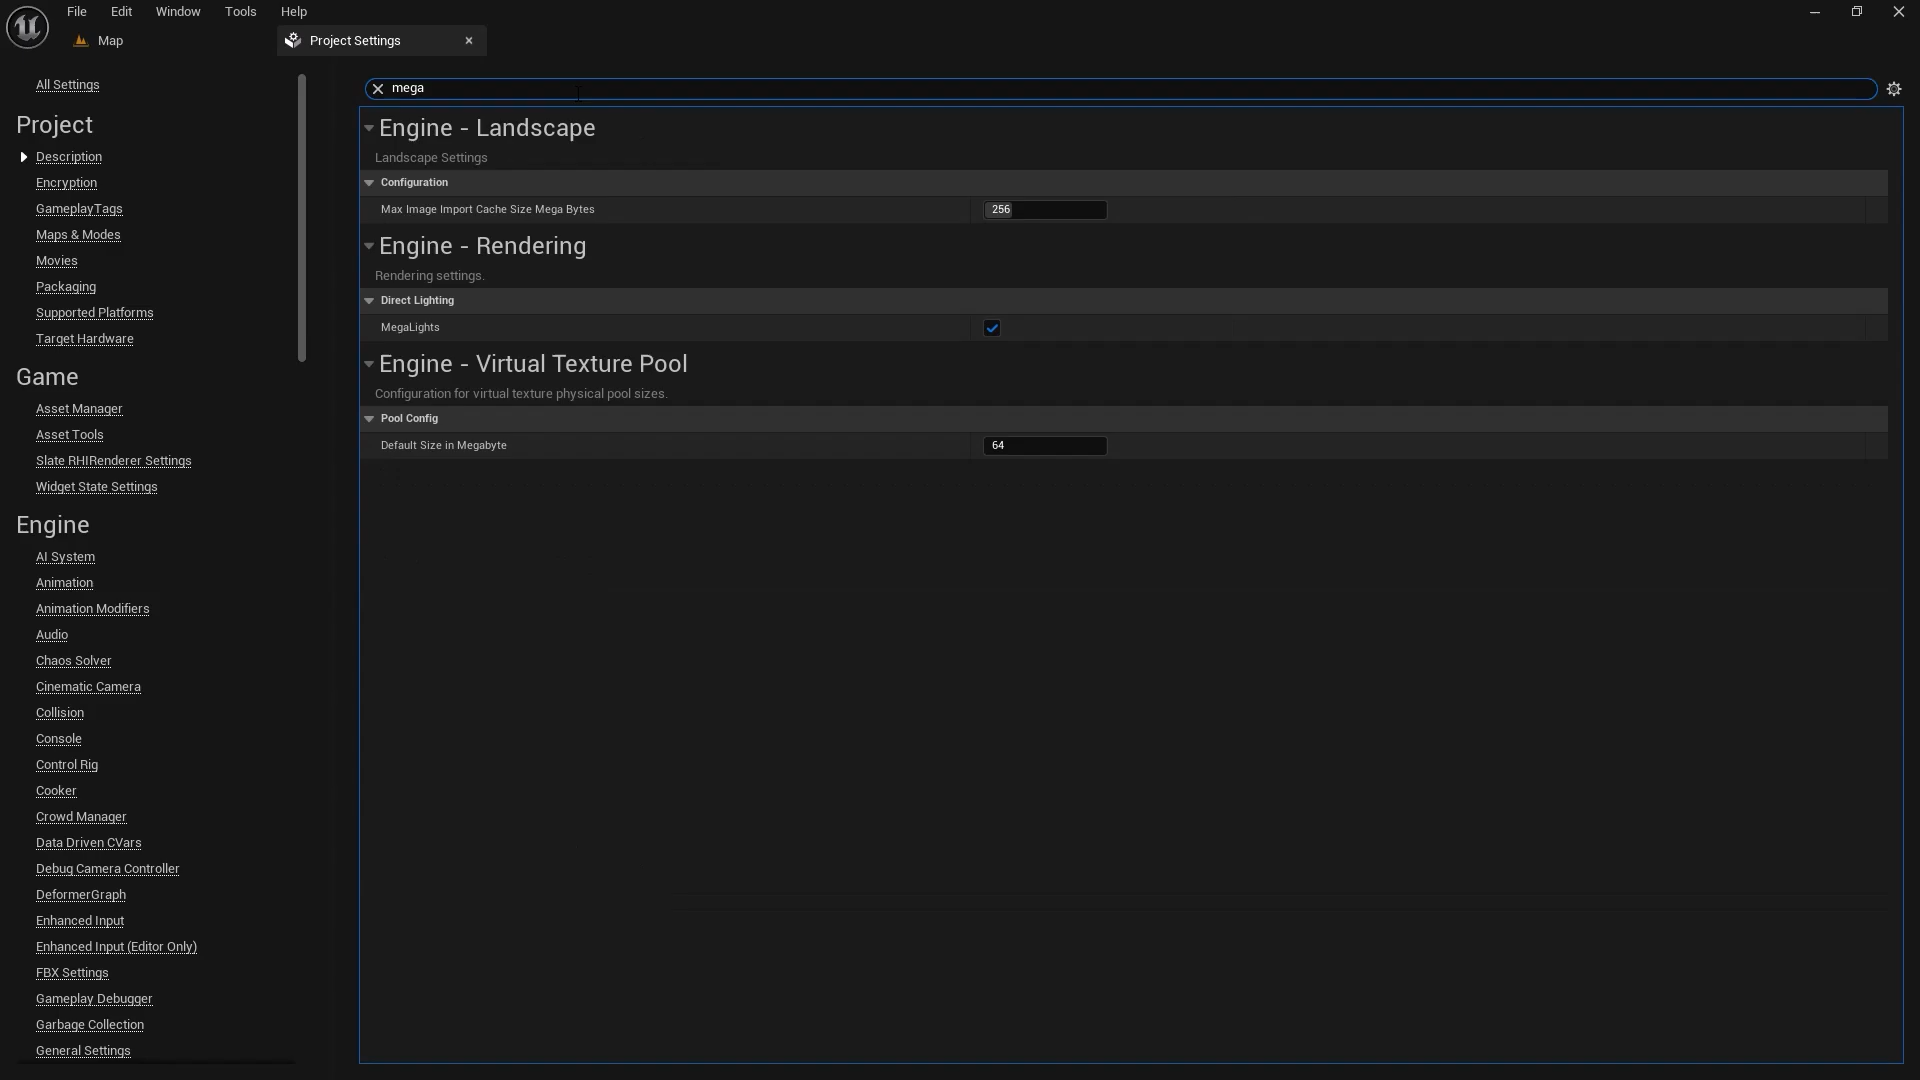 File Edit Window Tools Help
Map
Project Settings
All Settings
Project
Description
Encryption
GameplayTags
Maps & Modes
Movies
Packaging
Supported Platforms
Target Hardware
Game
Asset Manager
Asset Tools
Slate RHIRenderer Settings
Widget State Settings
Engine
AI System
Animation
Animation Modifiers
Audio
Chaos Solver
Cinematic Camera
Collision
Console
Control Rig
Cooker
Crowd Manager
Data Driven CVars
Debug Camera Controller
DeformerGraph
Enhanced Input
Enhanced Input (Editor Only)
FBX Settings
Gameplay Debugger
Garbage Collection
General Settings
mega
Engine - Landscape
Landscape Settings
Configuration
Max Image Import Cache Size Mega Bytes 256
Engine - Rendering
Rendering settings.
Direct Lighting
MegaLights
Engine - Virtual Texture Pool
Configuration for virtual texture physical pool sizes.
Pool Config
Default Size in Megabyte 64